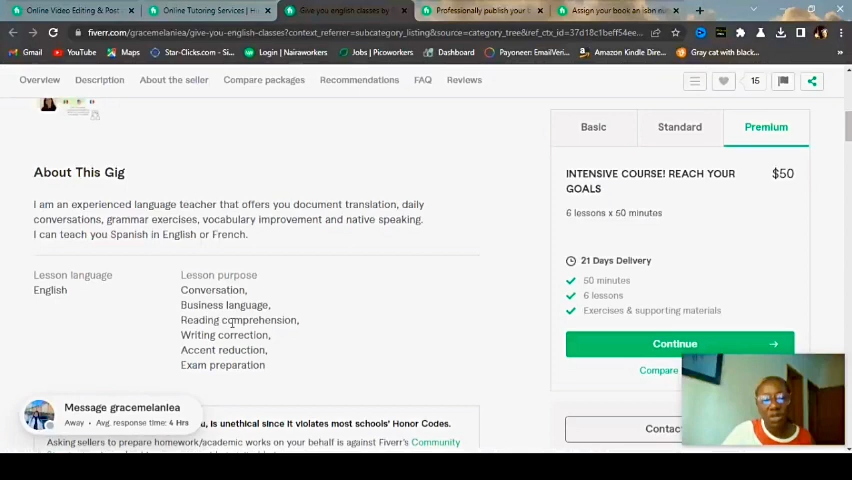 Online Video Editing & Post
Online Tutoring Services | Hi
Give you english classes by
Professionally publish your b
Assign your book an isbn nu
fiverr.com/gracemelaniea/give-you-english-classes?context_referrer=subcategory_listing&source=category_tree&ref_ctx_id=37d18c1beff54ee...
Gmail YouTube Maps Star-Clicks.com - Si... Login | Nairaworkers Jobs | Picoworkers Dashboard Payoneer: EmailVeri... Amazon Kindle Direc... Gray cat with black...
Overview Description About the seller Compare packages Recommendations FAQ Reviews
15
Basic Standard Premium
About This Gig
INTENSIVE COURSE! REACH YOUR GOALS
$50
6 lessons x 50 minutes
I am an experienced language teacher that offers you document translation, daily
conversations, grammar exercises, vocabulary improvement and native speaking.
I can teach you Spanish in English or French.
21 Days Delivery
50 minutes
6 lessons
Exercises & supporting materials
Continue
Compare
Lesson language
English
Lesson purpose
Conversation,
Business language,
Reading comprehension,
Writing correction,
Accent reduction,
Exam preparation
Message gracemelaniea
Away • Avg. response time: 4 Hrs
u, is unethical since it violates most schools' Honor Codes.
Asking sellers to prepare homework/academic works on your behalf is against Fiverr's Community
Contac